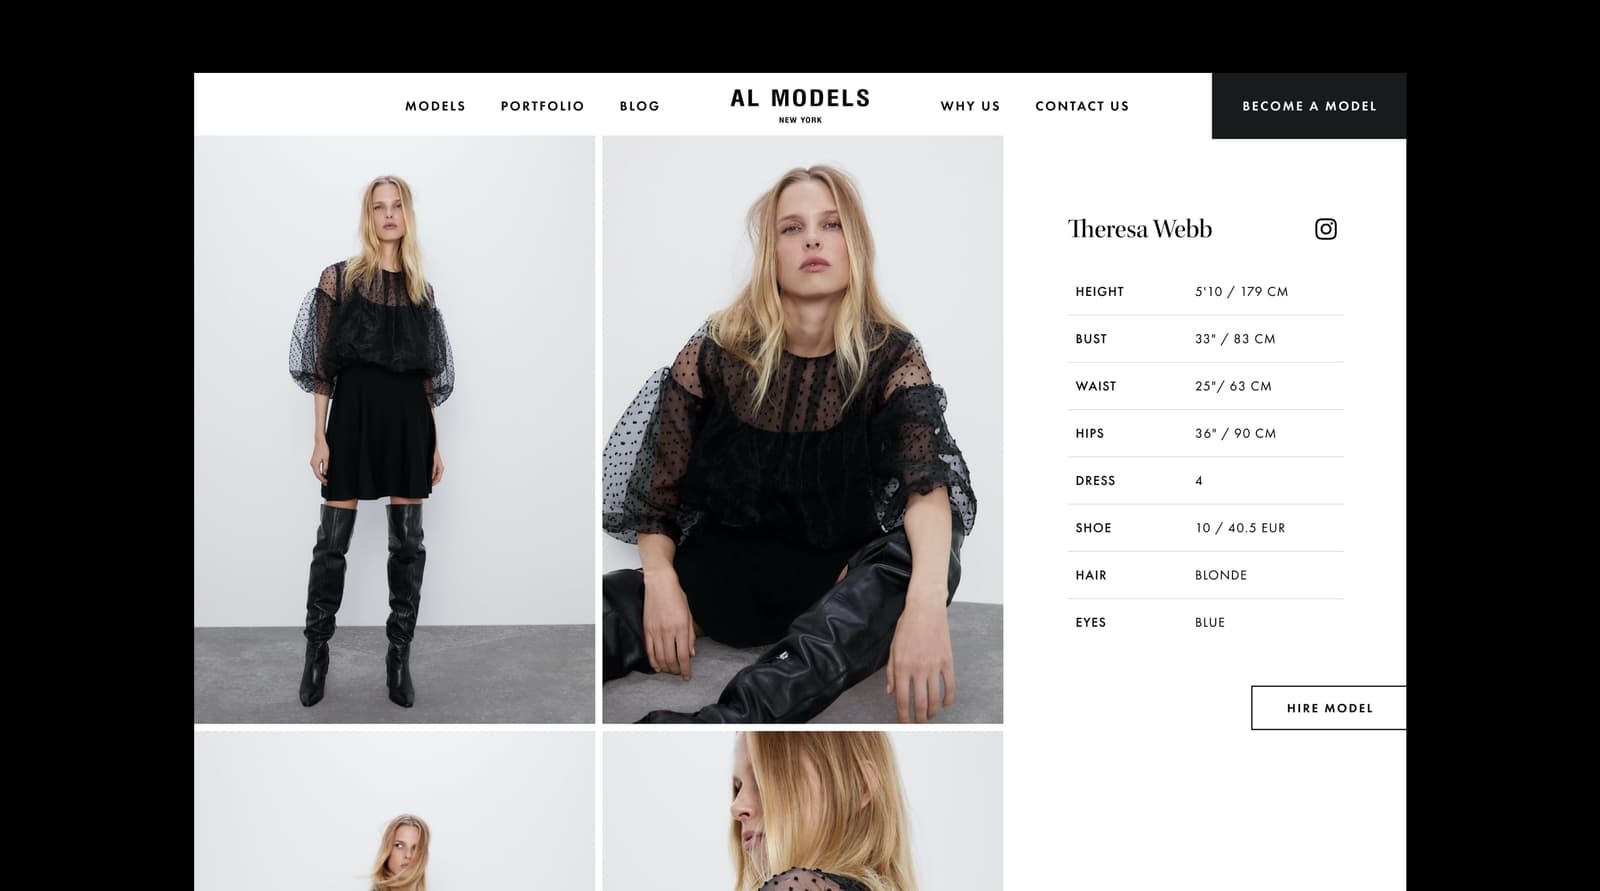 MODELS PORTFOLIO BLOG AL MODELS WHY US CONTACT US BECOME A MODEL
NEW YORK
Theresa Webb
HEIGHT 5'10 / 179 CM
BUST 33" / 83 CM
WAIST 25"/ 63 CM
HIPS 36" / 90 CM
DRESS 4
SHOE 10 / 40.5 EUR
HAIR BLONDE
EYES BLUE
HIRE MODEL